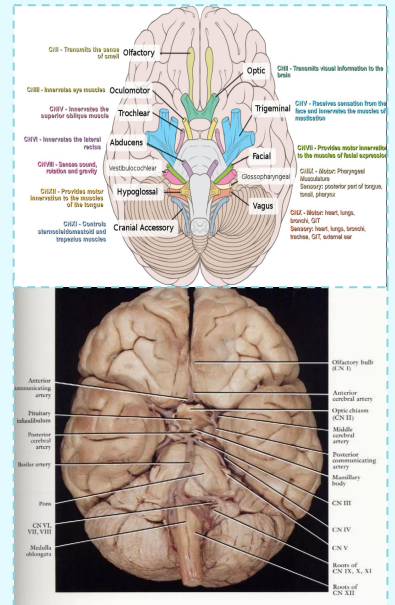 CNI - Transmits the sense
of smell
Olfactory
Optic
CNII - Transmits visual information to the
brain
CNIII - Innervates eye muscles
Oculomotor
CNIV - Innervates the
superior oblique muscle
Trochlear
Trigeminal
CNV - Receives sensation from the
face and innervates the muscles of
mastication
CNVI - Innervates the lateral
rectus
Abducens
Facial
CNVII - Provides motor innervation
to the muscles of facial expression
CNVIII - Senses sound,
rotation and gravity
Vestibulocochlear
Glossopharyngeal
CNIX - Motor: Pharyngeal
Musculature
Sensory: posterior part of tongue,
tonsil, pharynx
CNXII - Provides motor
innervation to the muscles
of the tongue
Hypoglossal
Vagus
CNX - Motor: heart, lungs,
bronchi, GIT
Sensory: heart, lungs, bronchi,
trachea, GIT, external ear
CNXI - Controls
sternocleidomastoid and
trapezius muscles
Cranial Accessory
Anterior
communicating
artery
Pituitary
infundibulum
Posterior
cerebral
artery
Basilar artery
Pons
CN VI,
VII, VIII
Medulla
oblongata
Olfactory bulb
(CN I)
Anterior
cerebral artery
Optic chiasm
(CN II)
Middle
cerebral
artery
Posterior
communicating
artery
Mamillary
body
CN III
CN IV
CN V
Roots of
CN IX, X, XI
Roots of
CN XII